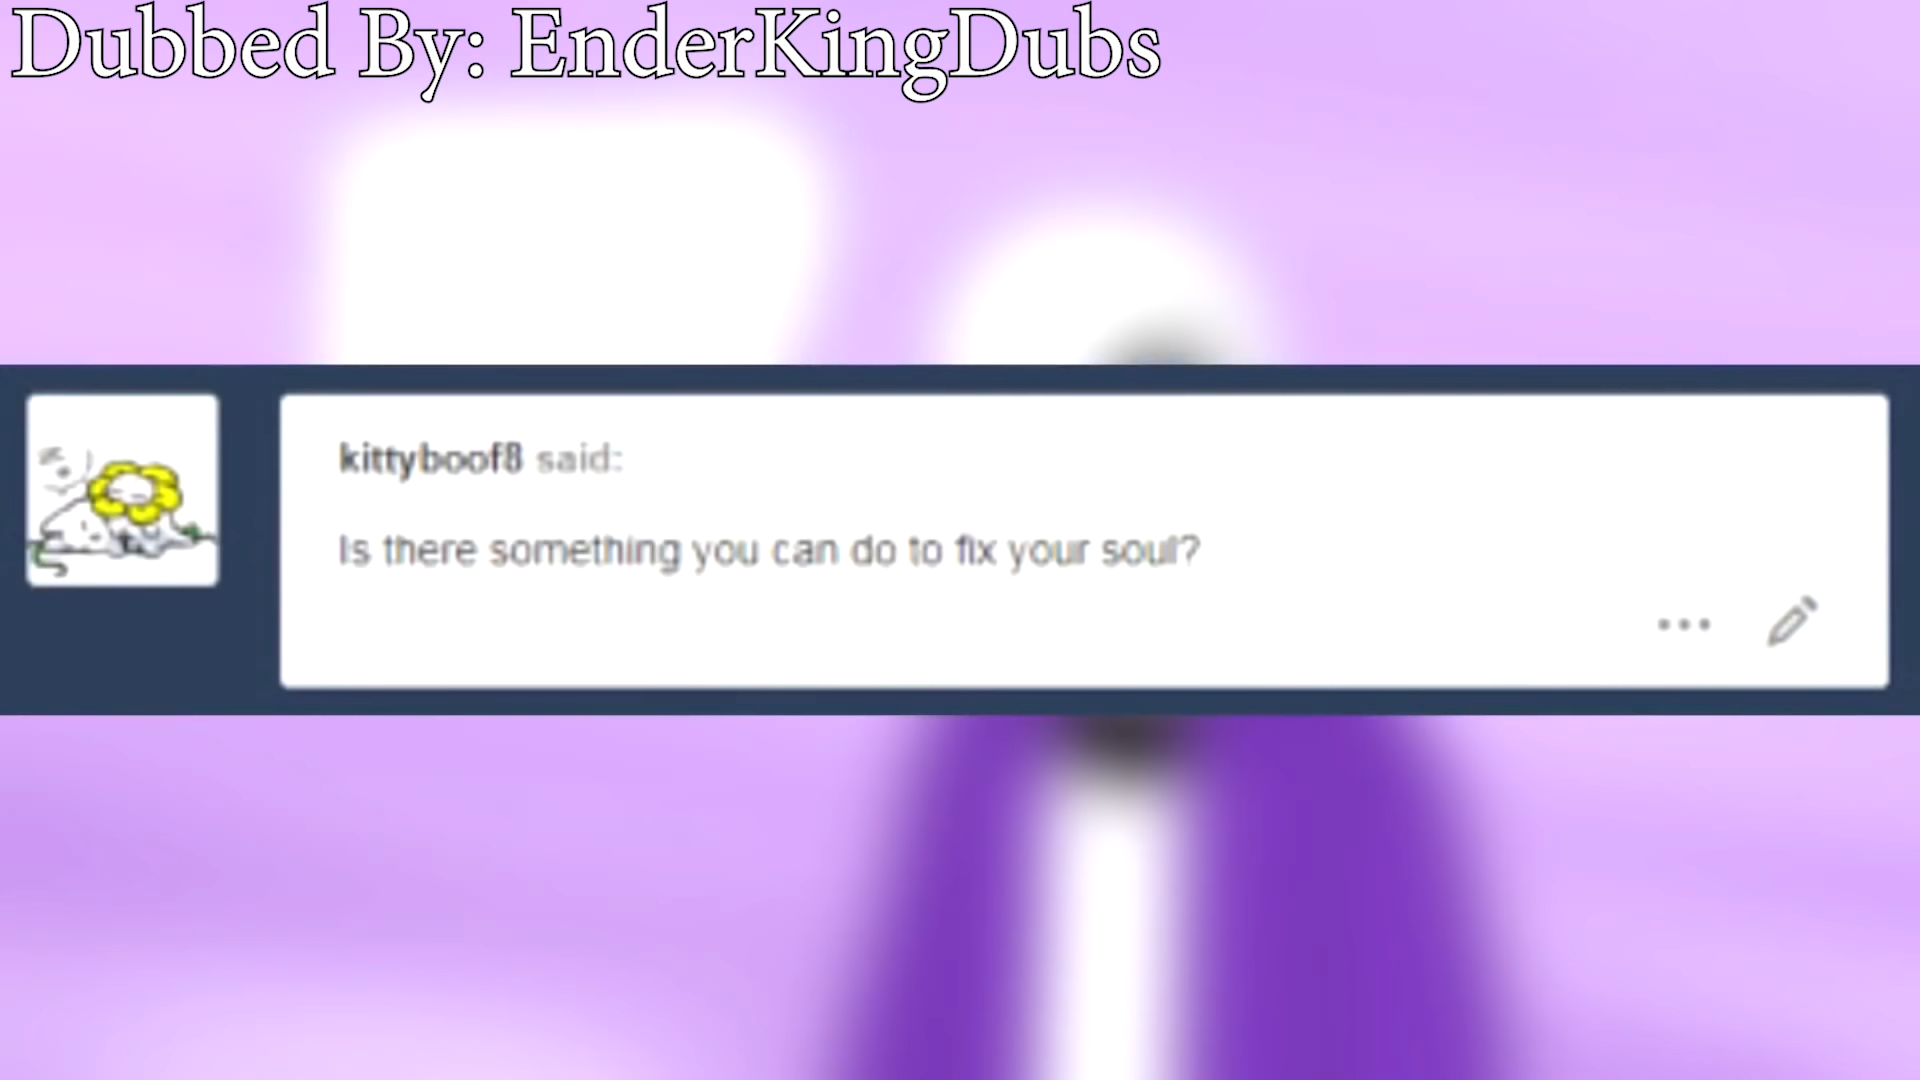 Dubbed By: EnderKingDubs
kittyboof8 said:
Is there something you can do to fix your soul?